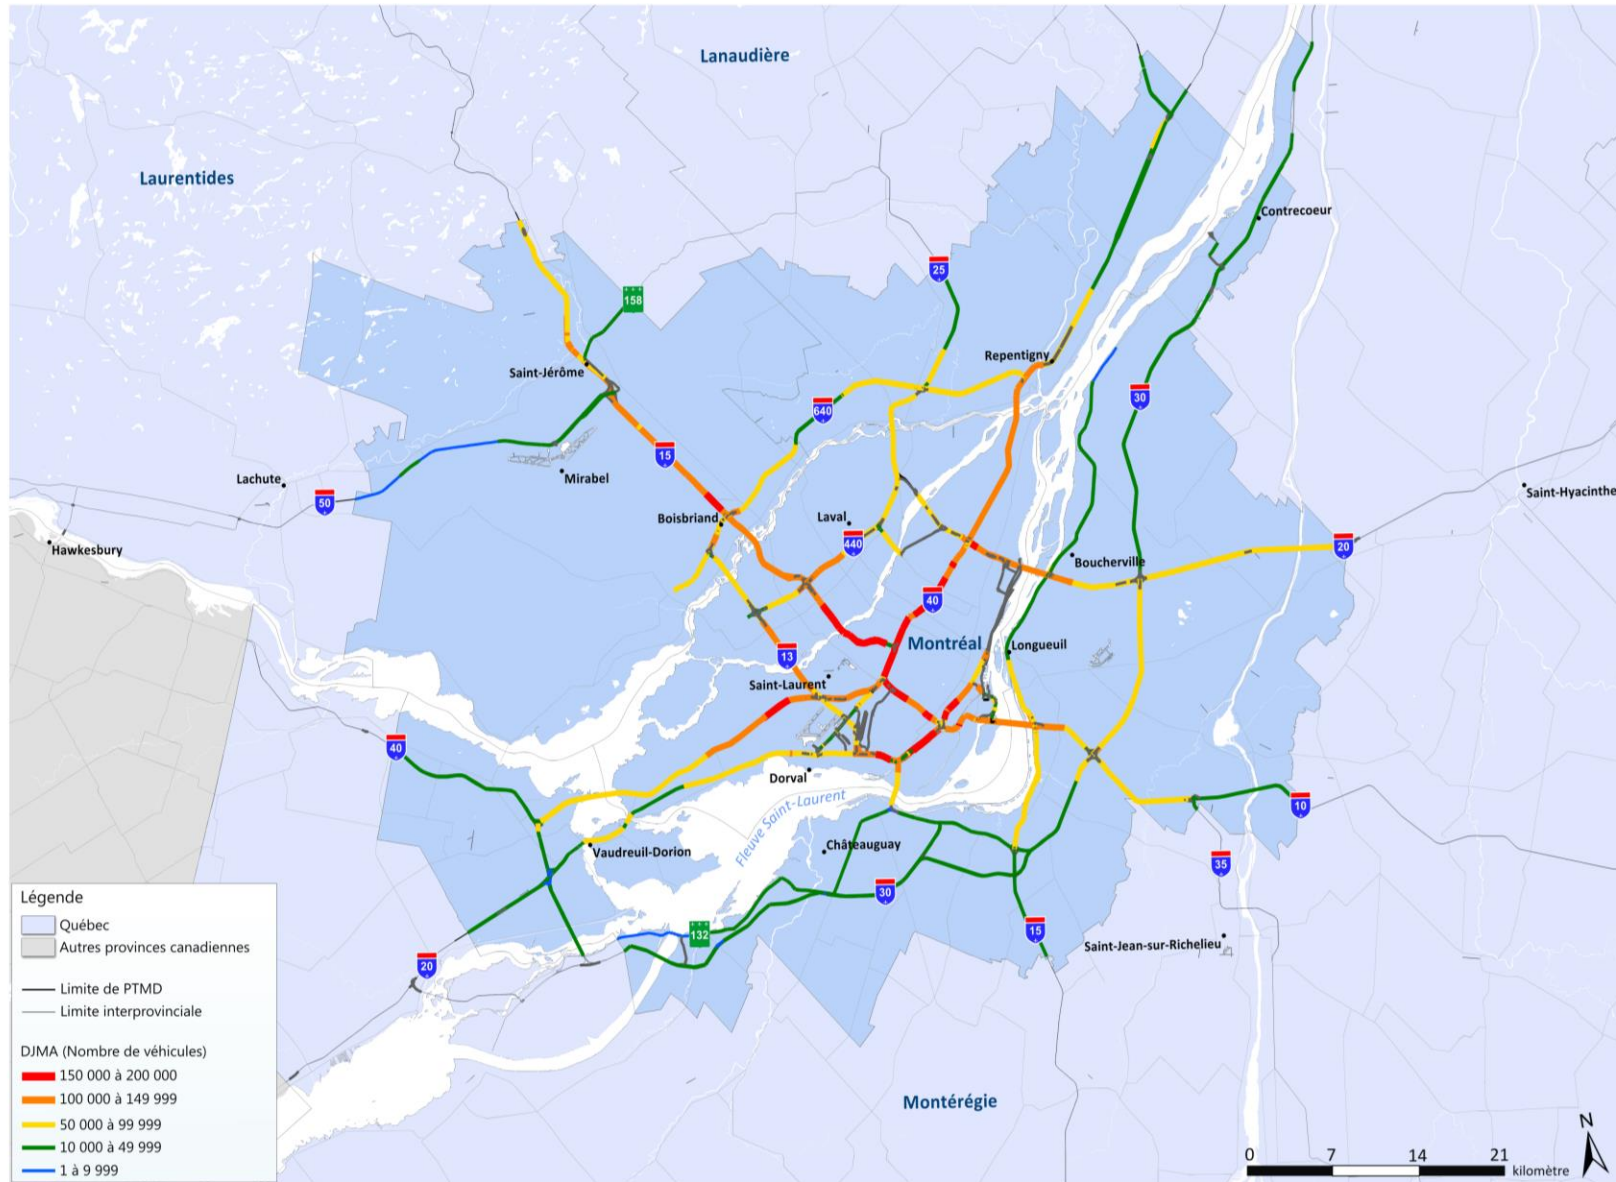 Lanaudière
Laurentides
Contrecoeur
25
158
Repentigny
Saint-Jérôme
30
640
15
Lachute
Mirabel
Saint-Hyacinthe
50
Boisbriand
Laval
440
Hawkesbury
20
Boucherville
40
Montréal
Longueuil
13
Saint-Laurent
40
Dorval
Fleuve Saint-Laurent
10
Châteauguay
Vaudreuil-Dorion
35
30
132
15
Saint-Jean-sur-Richelieu
20
Montérégie
Légende
Québec
Autres provinces canadiennes
Limite de PTMD
Limite interprovinciale
DJMA (Nombre de véhicules)
150 000 à 200 000
100 000 à 149 999
50 000 à 99 999
10 000 à 49 999
1 à 9 999
N
0 7 14 21
kilomètre